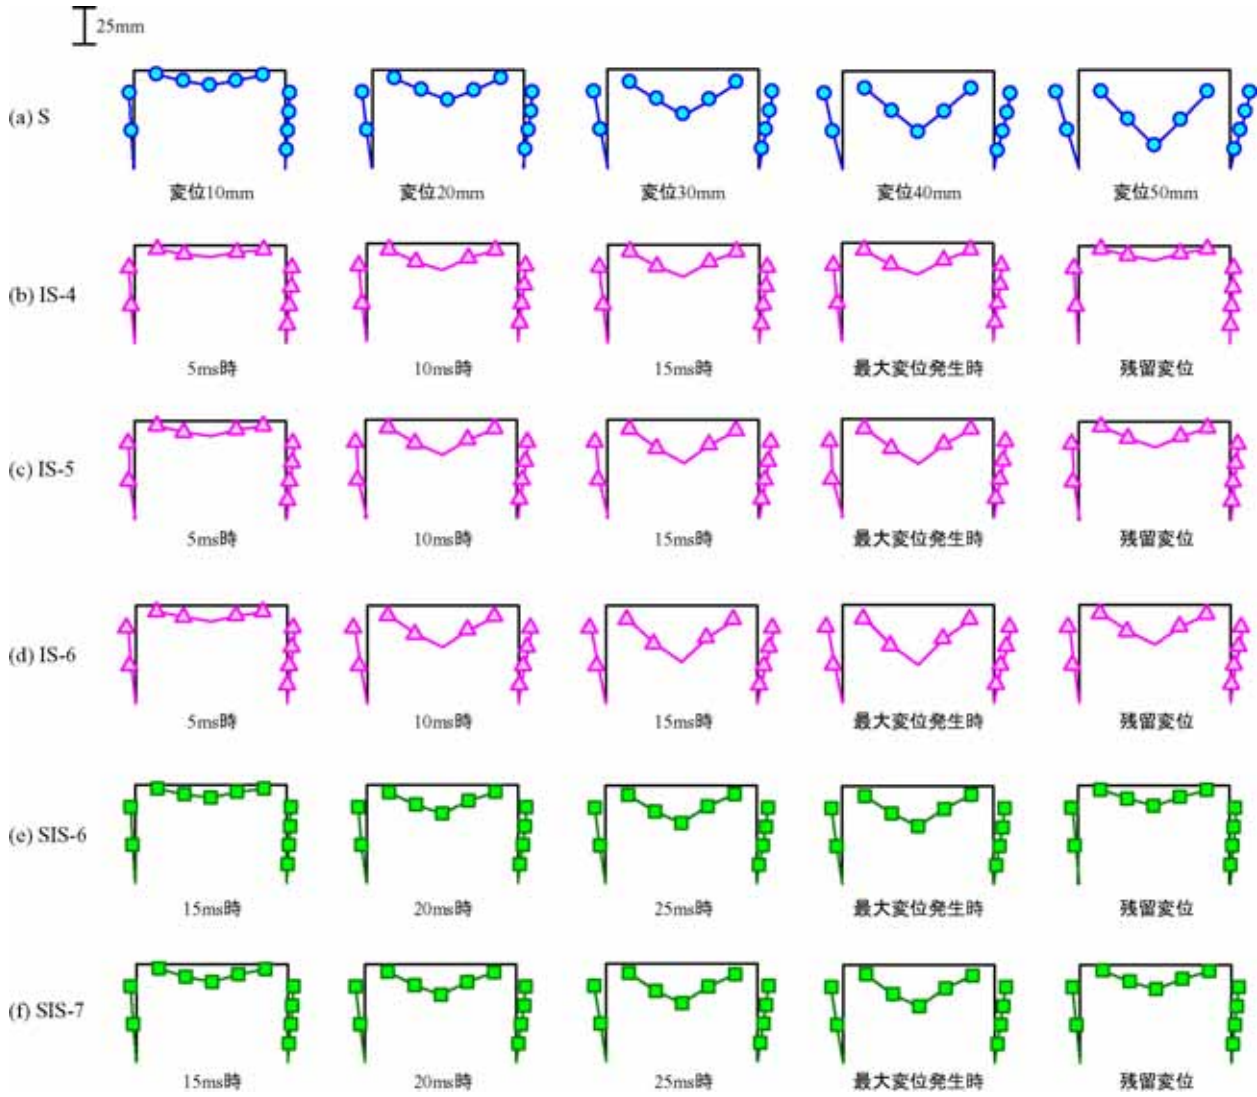 25mm
(a) S
変位10mm 変位20mm 変位30mm 変位40mm 変位50mm
(b) IS-4
5ms時 10ms時 15ms時 最大変位発生時 残留変位
(c) IS-5
5ms時 10ms時 15ms時 最大変位発生時 残留変位
(d) IS-6
5ms時 10ms時 15ms時 最大変位発生時 残留変位
(e) SIS-6
15ms時 20ms時 25ms時 最大変位発生時 残留変位
(f) SIS-7
15ms時 20ms時 25ms時 最大変位発生時 残留変位